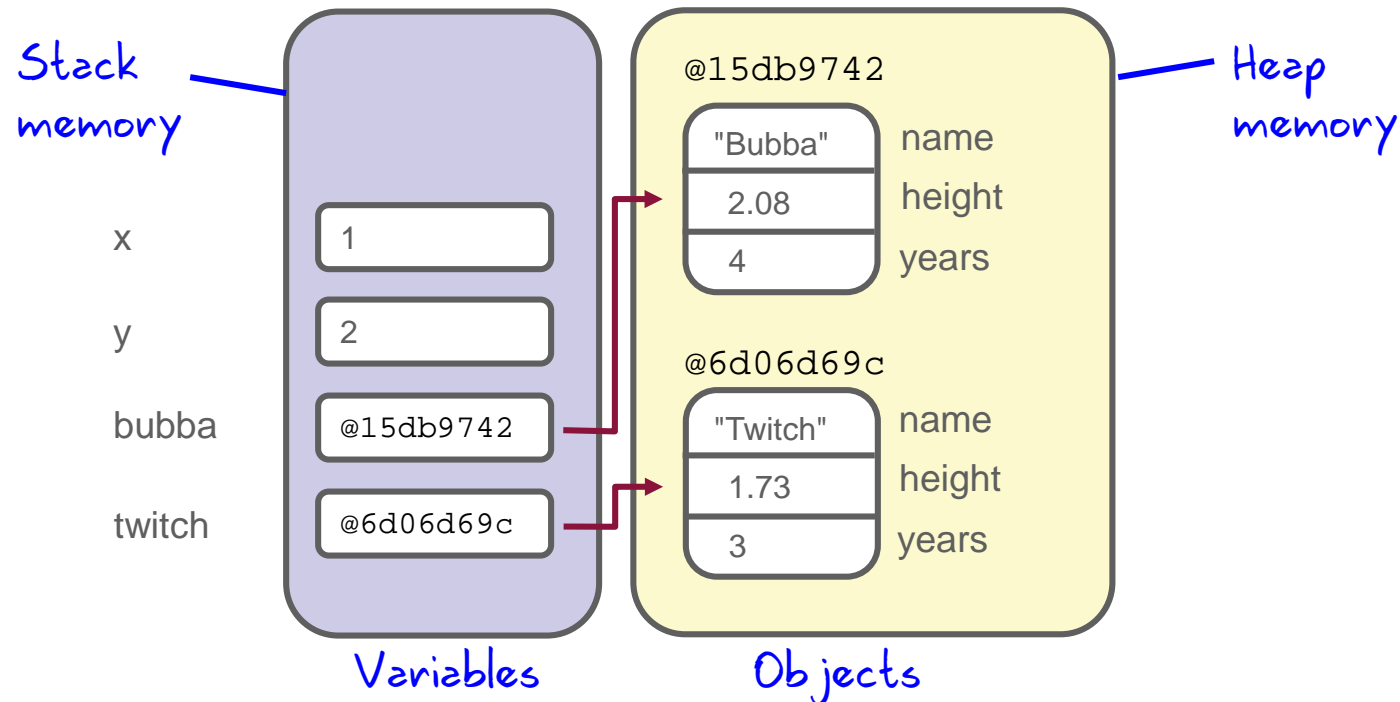 Stack
memory
x
y
bubba
twitch
1
2
@15db9742
@6d06d69c
Variables
@15db9742
"Bubba" name
2.08 height
4 years
@6d06d69c
"Twitch" name
1.73 height
3 years
Objects
Heap
memory